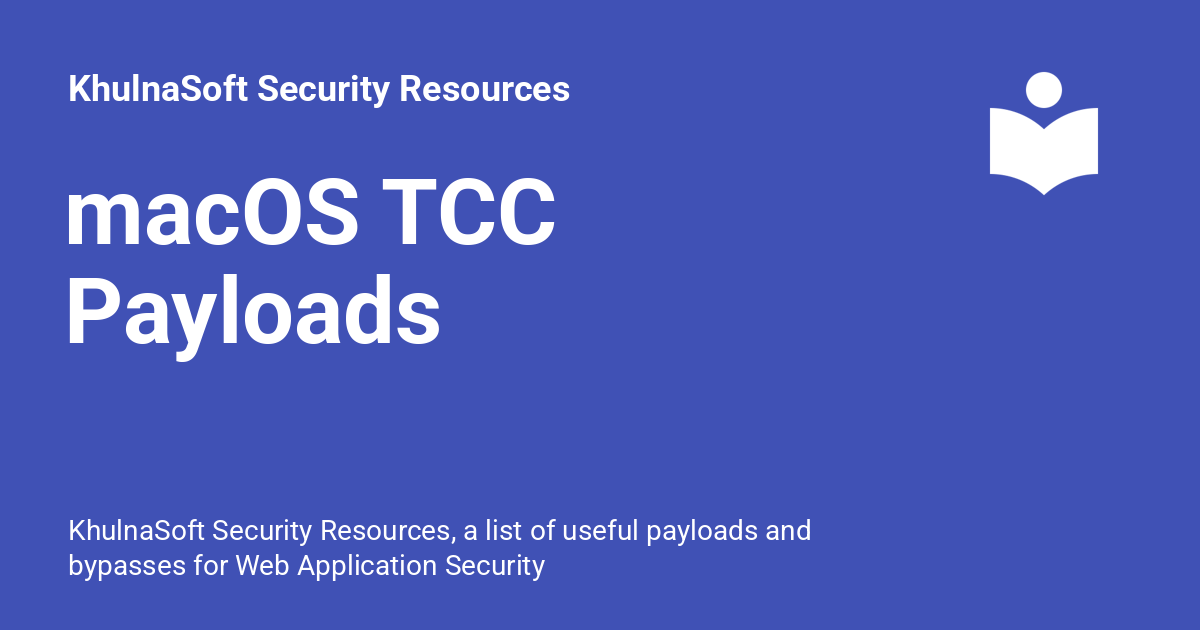 KhulnaSoft Security Resources
macOS TCC
Payloads
KhulnaSoft Security Resources, a list of useful payloads and
bypasses for Web Application Security